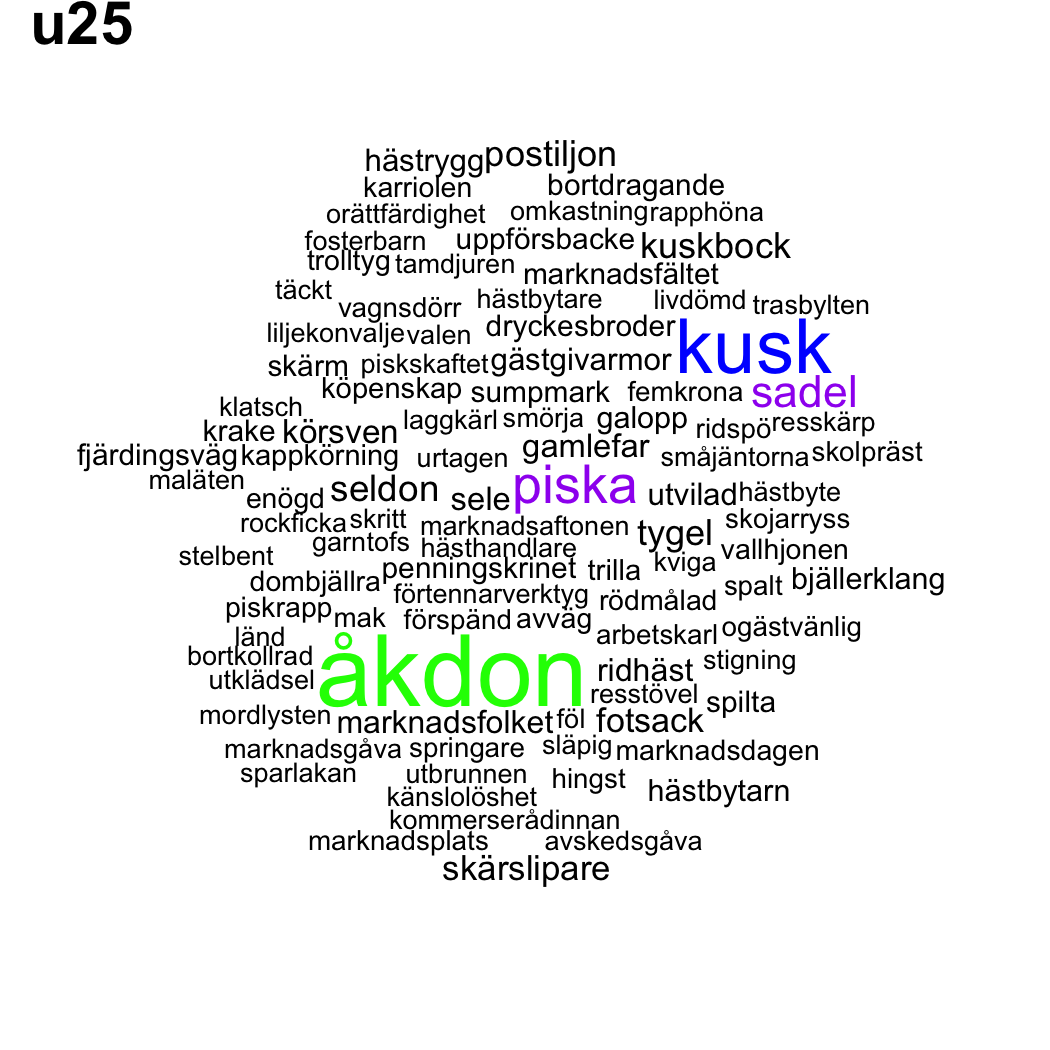 u25
hästrygg postiljon
karriolen bortdragande
orättfärdighet omkastning rapphöna
fosterbarn uppförsbacke kuskbock
trolltyg tamdjuren marknadsfältet
täckt vagnsdörr hästbytare livdömd trasbylten
liljekonvalje valen dryckesbroder kusk
skärm piskskaftet gästgivarmor
köpenskap sumpmark femkrona sadel
klatsch laggkärl smörja galopp ridspö resskärp
krake körsven gamlefar småjäntorna skolpräst
fjärdingsväg kappkörning urtagen
maläten enögd seldon sele piska utvilad hästbyte
rockficka skritt marknadsaftonen tygel skojarryss
stelbent garntofs hästhandlare kviga vallhjonen
dombjällra penningskrinet trilla spalt bjällerklang
piskrapp förtennarverktyg rödmålad
mak förspänd avväg arbetskarl ogästvänlig
länd
bortkollrad åkdon ridhäst stigning
utklädsel resstövel spilta
mordlysten marknadsfolket föl fotsack
marknadsgåva springare släpig marknadsdagen
sparlakan utbrunnen hingst hästbytarn
känslolöshet
kommerserådinnan
marknadsplats avskedsgåva
skärslipare